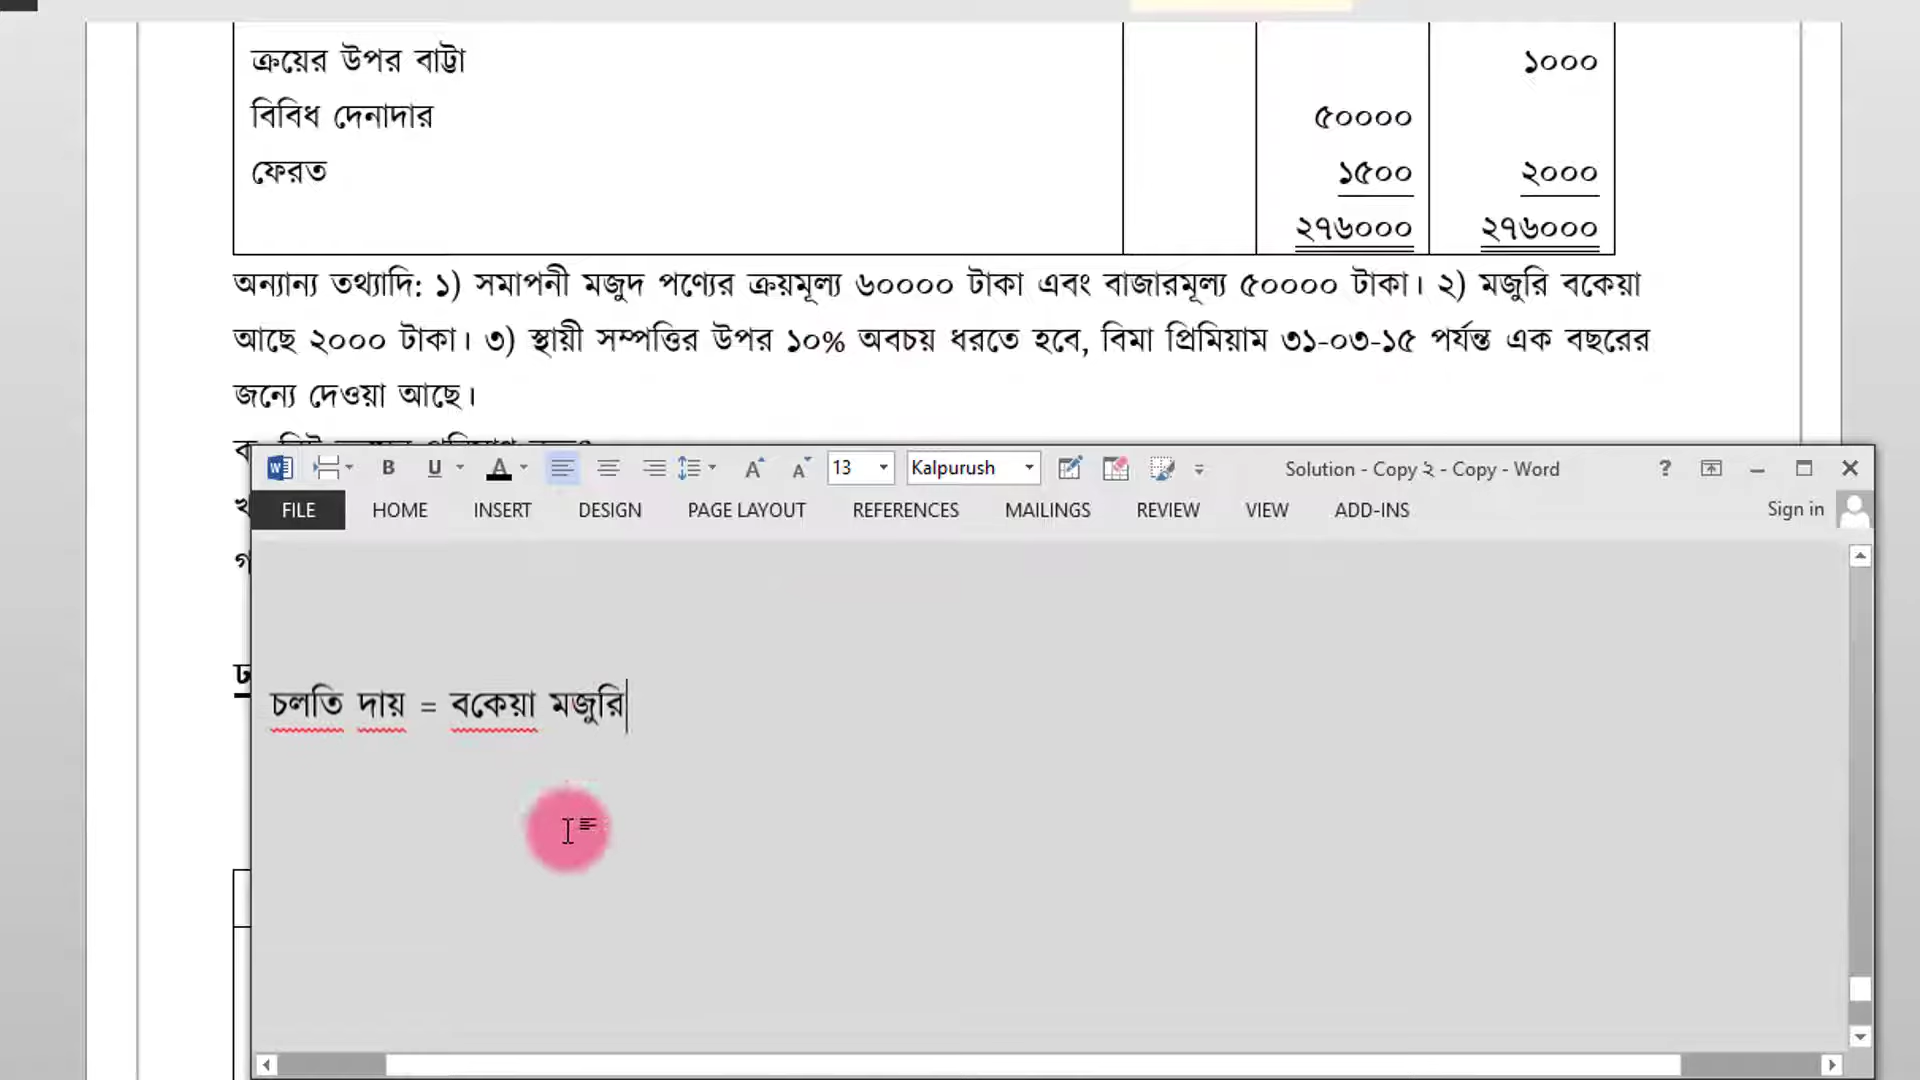 ক্রয়ের উপর বাট্টা ১০০০
বিবিধ দেনাদার ৫০০০০
ফেরত ১৫০০ ২০০০
২৭৬০০০ ২৭৬০০০
অন্যান্য তথ্যাদি: ১) সমাপনী মজুদ পণ্যের ক্রয়মূল্য ৬০০০০ টাকা এবং বাজারমূল্য ৫০০০০ টাকা। ২) মজুরি বকেয়া
আছে ২০০০ টাকা। ৩) স্থায়ী সম্পত্তির উপর ১০% অবচয় ধরতে হবে, বিমা প্রিমিয়াম ৩১-০৩-১৫ পর্যন্ত এক বছরের
জন্যে দেওয়া আছে।
B U A A A 13 Kalpurush Solution - Copy ২ - Copy - Word ?
FILE HOME INSERT DESIGN PAGE LAYOUT REFERENCES MAILINGS REVIEW VIEW ADD-INS Sign in
চলতি দায় = বকেয়া মজুরি